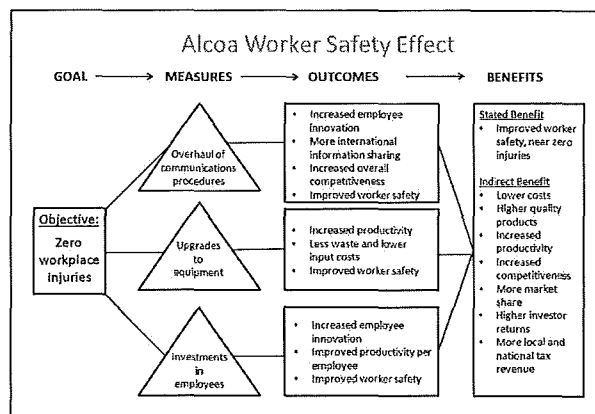 Alcoa Worker Safety Effect
GOAL
MEASURES
OUTCOMES
BENEFITS
Objective:
Zero
workplace
injuries
Overhaul of
communications
procedures
Upgrades
to
equipment
Investments
in
employees
• Increased employee
innovation
• More international
information sharing
• Increased overall
competitiveness
• Improved worker safety
• Increased productivity
• Less waste and lower
input costs
• Improved worker safety
• Increased employee
innovation
• Improved productivity per
employee
• Improved worker safety
Stated Benefit
• Improved worker
safety, near zero
injuries
Indirect Benefit
• Lower costs
• Higher quality
products
• Increased
productivity
• Increased
competitiveness
• More market
share
• Higher investor
returns
• More local and
national tax
revenue